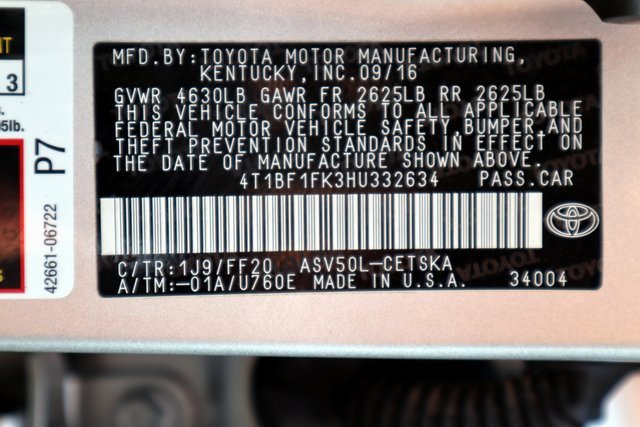 NT
3
s.
05lb.
s
P7
42661-06722
MFD.BY:TOYOTA MOTOR MANUFACTURING,
KENTUCKY,INC.09/16
GVWR 4630LB GAWR FR 2625LB RR 2625LB
THIS VEHICLE CONFORMS TO ALL APPLICABLE
FEDERAL MOTOR VEHICLE SAFETY,BUMPER,AND
THEFT PREVENTION STANDARDS IN EFFECT ON
THE DATE OF MANUFACTURE SHOWN ABOVE.
4T1BF1FK3HU332634 PASS.CAR
C/TR:1J9/FF20 ASV50L-CETSKA
A/TM:-01A/U760E MADE IN U.S.A. 34004